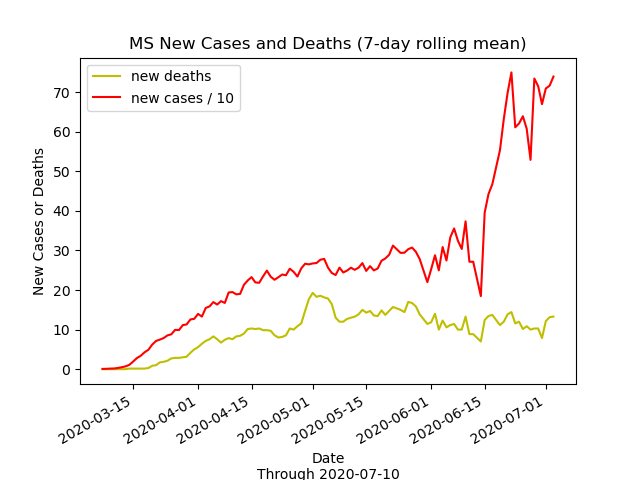 MS New Cases and Deaths (7-day rolling mean)
new deaths
new cases / 10
70
60
50
40
30
20
10
0
New Cases or Deaths
2020-03-15
2020-04-01
2020-04-15
2020-05-01
2020-05-15
2020-06-01
2020-06-15
2020-07-01
Date
Through 2020-07-10